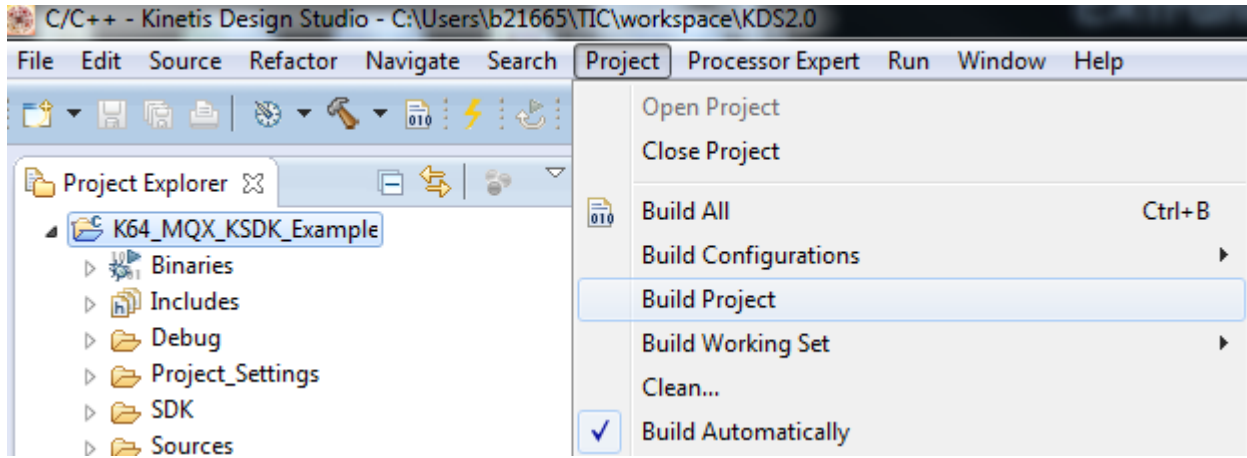 C/C++ - Kinetis Design Studio - C:\Users\b21665\TIC\workspace\KDS2.0
File Edit Source Refactor Navigate Search Project Processor Expert Run Window Help
010
Open Project
Close Project
Project Explorer
010 Build All Ctrl+B
K64_MQX_KSDK_Example
Build Configurations
Binaries
Build Project
Includes
Debug
Build Working Set
Project_Settings
Clean...
SDK
Build Automatically
Sources